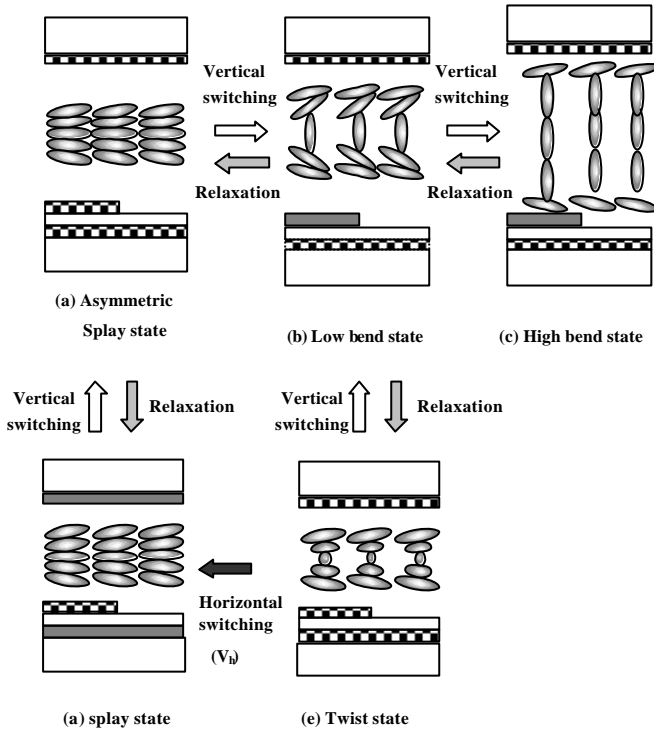 Vertical
switching
Relaxation
Vertical
switching
Relaxation
(a) Asymmetric
Splay state
(b) Low bend state
(c) High bend state
Vertical
switching
Relaxation
Vertical
switching
Relaxation
Horizontal
switching
(Vh)
(a) splay state
(e) Twist state